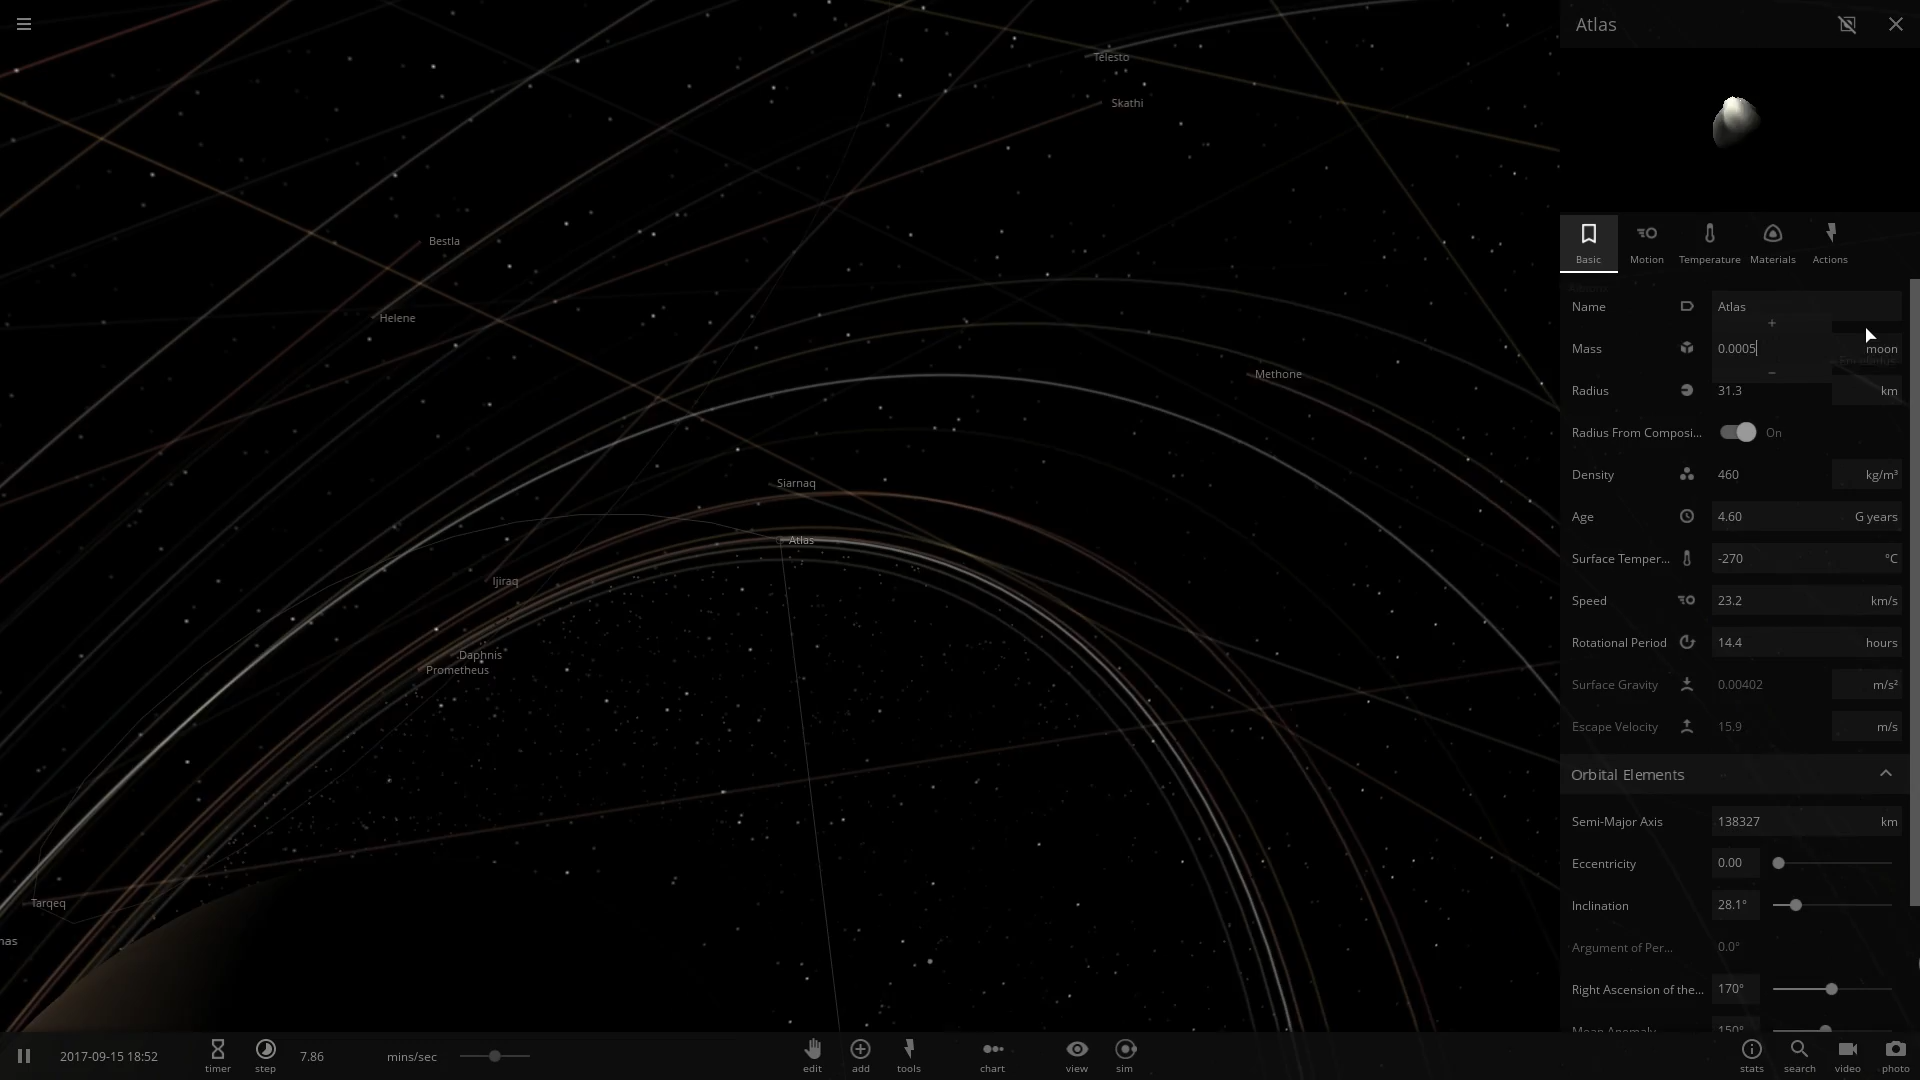 Atlas
Telesto
Skathi
Bestla
Helene
Methone
Siarnaq
Atlas
Ijiraq
Daphnis
Prometheus
Tarqeq
nas
Basic
Motion
Temperature
Materials
Actions
Name Atlas
+
Mass 0.0005 moon
Enceladus
−
Radius 31.3 km
Radius From Composi... On
Density 460 kg/m³
Age 4.60 G years
Surface Temper... -270 °C
Speed 23.2 km/s
Rotational Period 14.4 hours
Surface Gravity 0.00402 m/s²
Escape Velocity 15.9 m/s
Orbital Elements
Semi-Major Axis 138327 km
Eccentricity 0.00
Inclination 28.1°
Argument of Per... 0.0°
Right Ascension of the... 170°
Mean Anomaly 150°
2017-09-15 18:52
timer
step
7.86 mins/sec
edit
add
tools
chart
view
sim
stats
search
video
photo